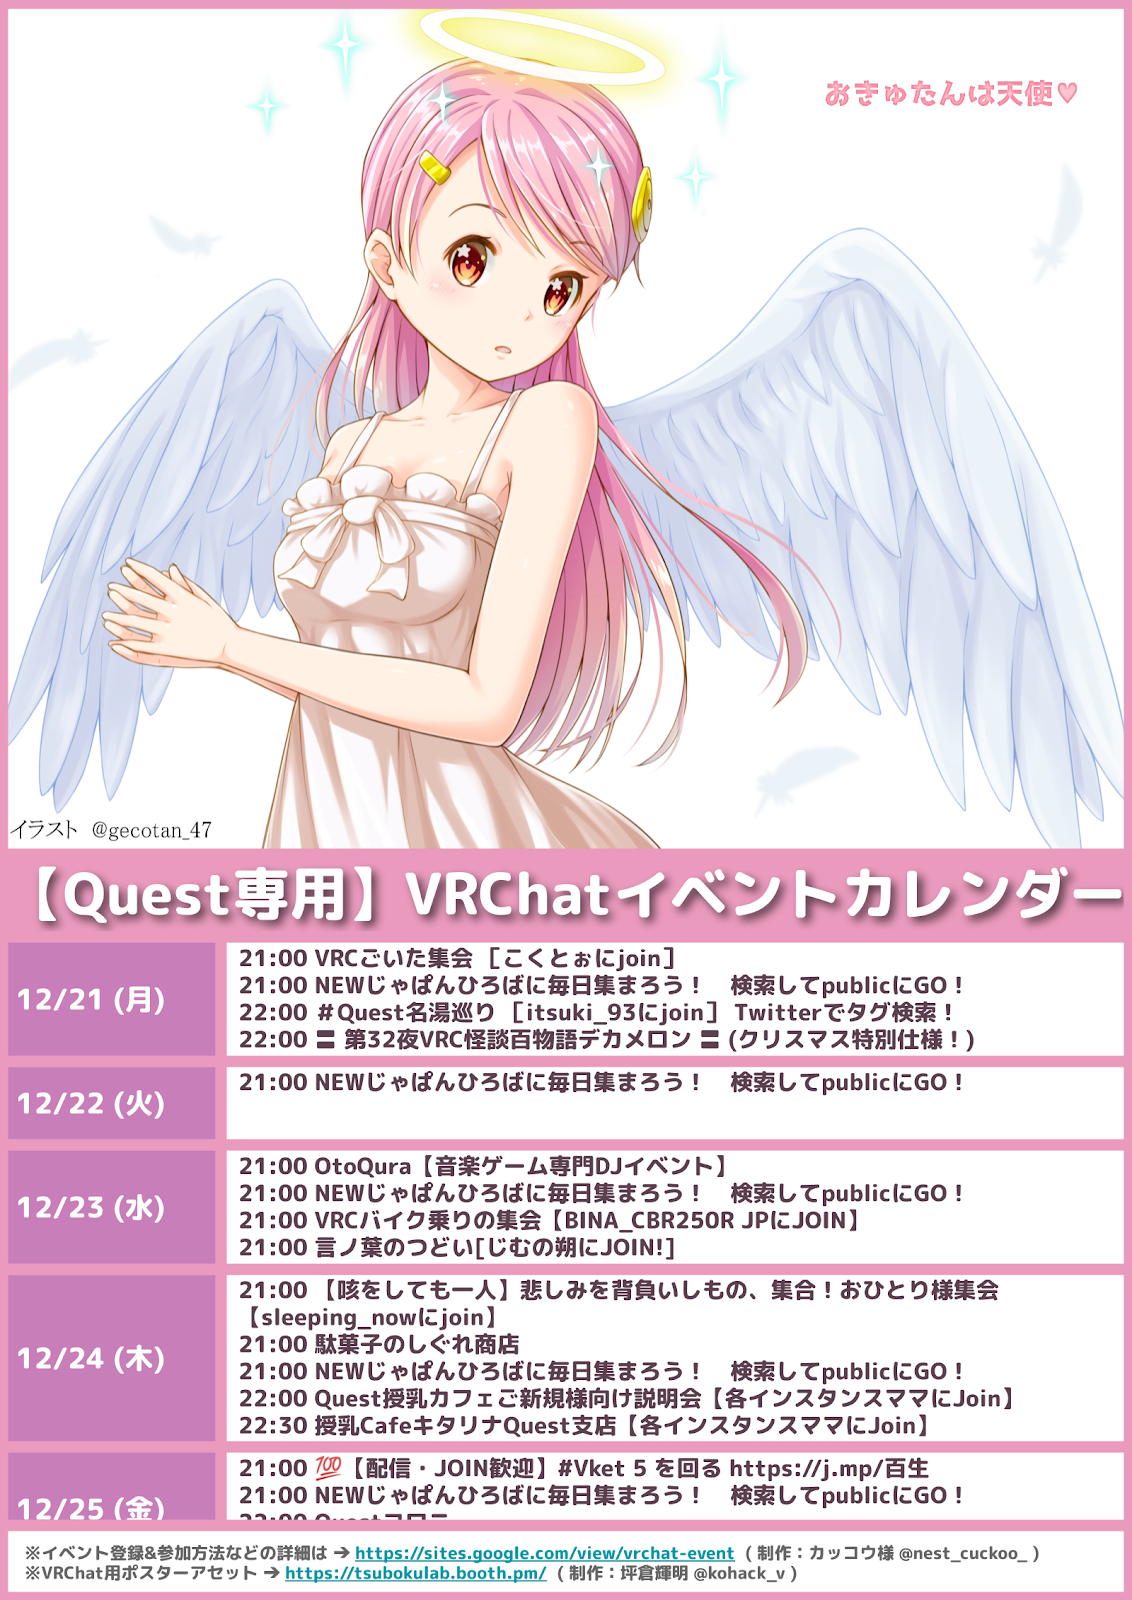 おきゅたんは天使♥
イラスト @gecotan_47
【Quest専用】VRChatイベントカレンダー
12/21 (月)
21:00 VRCごいた集会 ［こくとぉにjoin］
21:00 NEWじゃぱんひろばに毎日集まろう！　検索してpublicにGO！
22:00 ＃Quest名湯巡り ［itsuki_93にjoin］ Twitterでタグ検索！
22:00 〓 第32夜VRC怪談百物語デカメロン 〓 (クリスマス特別仕様！)
12/22 (火)
21:00 NEWじゃぱんひろばに毎日集まろう！　検索してpublicにGO！
12/23 (水)
21:00 OtoQura【音楽ゲーム専門DJイベント】
21:00 NEWじゃぱんひろばに毎日集まろう！　検索してpublicにGO！
21:00 VRCバイク乗りの集会【BINA_CBR250R JPにJOIN】
21:00 言ノ葉のつどい[じむの朔にJOIN!]
12/24 (木)
21:00 【咳をしても一人】悲しみを背負いしもの、集合！おひとり様集会
【sleeping_nowにjoin】
21:00 駄菓子のしぐれ商店
21:00 NEWじゃぱんひろばに毎日集まろう！　検索してpublicにGO！
22:00 Quest授乳カフェご新規様向け説明会【各インスタンスママにJoin】
22:30 授乳CafeキタリナQuest支店【各インスタンスママにJoin】
12/25 (金)
21:00 💯【配信・JOIN歓迎】#Vket 5 を回る https://j.mp/百生
21:00 NEWじゃぱんひろばに毎日集まろう！　検索してpublicにGO！
※イベント登録&参加方法などの詳細は ➔ https://sites.google.com/view/vrchat-event ( 制作：カッコウ様 @nest_cuckoo_ )
※VRChat用ポスターアセット ➔ https://tsubokulab.booth.pm/ ( 制作：坪倉輝明 @kohack_v )